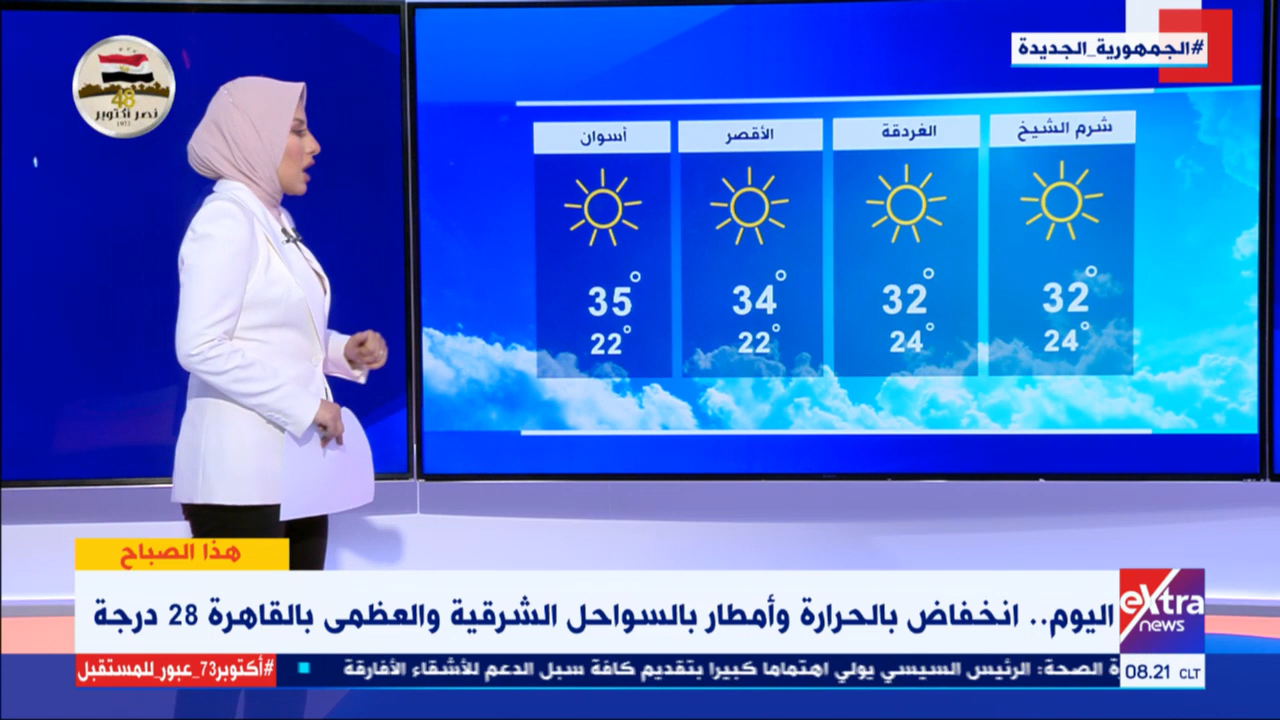 #الجمهورية_الجديدة
48
نصر أكتوبر
1973
شرم الشيخ
الغردقة
الأقصر
أسوان
32°
32°
34°
35°
24°
24°
22°
22°
هذا الصباح
اليوم.. انخفاض بالحرارة وأمطار بالسواحل الشرقية والعظمى بالقاهرة 28 درجة
extra
news
ة الصحة: الرئيس السيسي يولي اهتماما كبيرا بتقديم كافة سبل الدعم للأشقاء الأفارقة
#أكتوبر73_عبور_للمستقبل
08.21 CLT